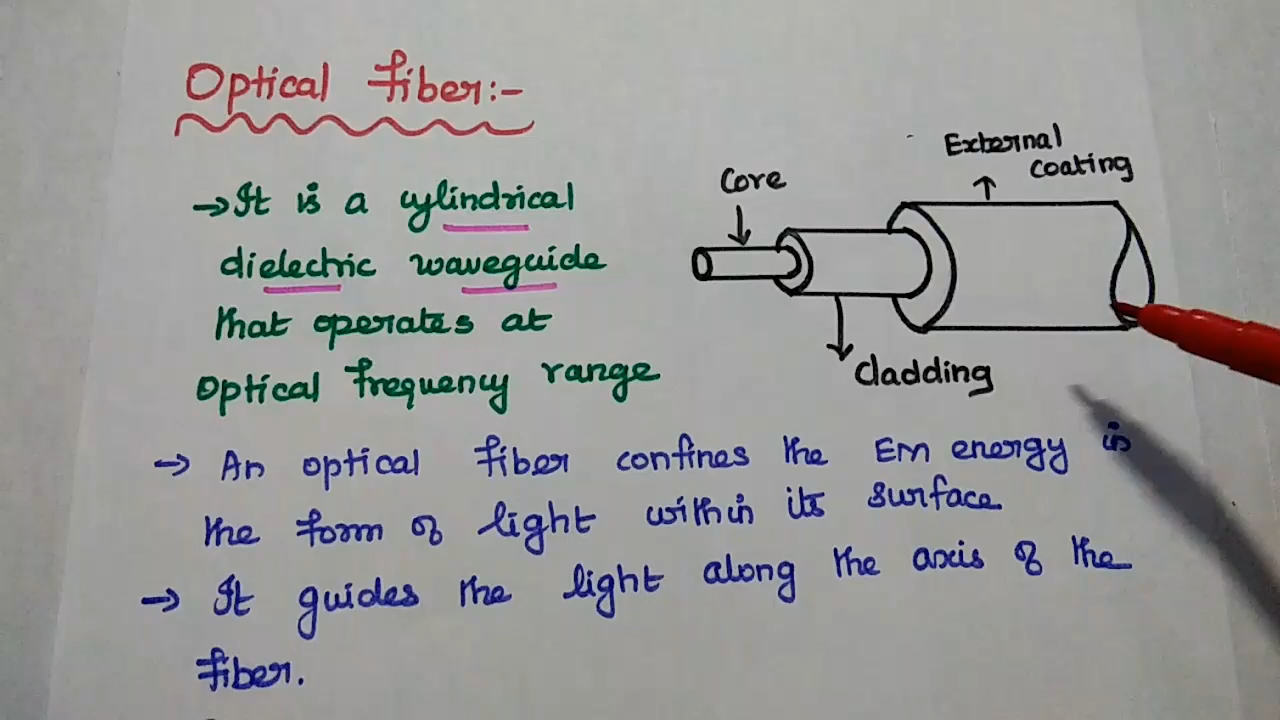 Optical fiber:-
→ It is a cylindrical
dielectric waveguide
that operates at
Optical frequency range
External
coating
Core
Cladding
→ An optical fiber confines the EM energy in
the form of light within its surface
→ It guides the light along the axis of the
fiber.